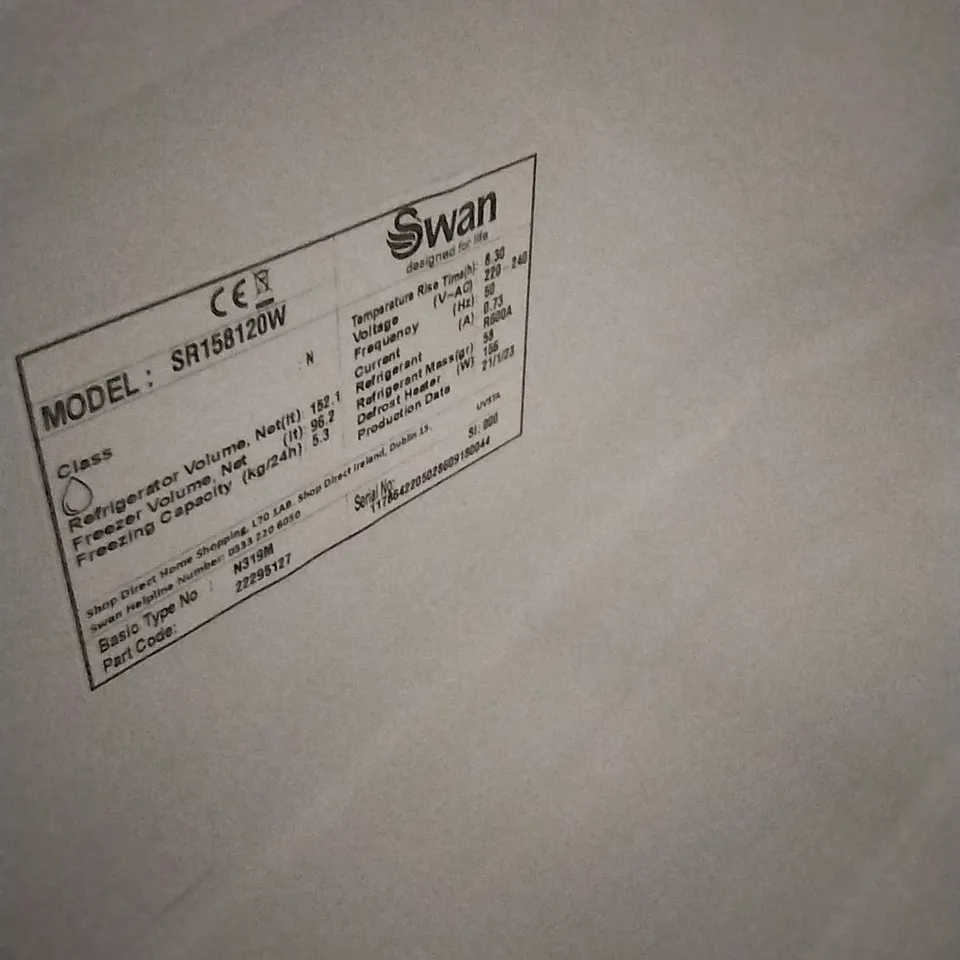 Swan
designed for life
CE
MODEL : SR158120W
Class : N
Refrigerator Volume, Net(lt): 152.1
Freezer Volume, Net (lt): 96.2
Freezing Capacity (kg/24h) 5.3
Temperature Rise Time(h): 8.30
Voltage (V~AC) 220 - 240
Frequency (Hz): 50
Current (A) 0.73
Refrigerant R600A
Refrigerant Mass(gr)
Defrost Heater (W)
Production Date 21/1/23
Shop Direct Home Shopping, L70 1AB. Shop Direct Ireland, Dublin 15.
Swan Helpline Number: 0333 220 6050
UVSTA
Basic Type No : N319M
Part Code: 22295127
Serial No: SI: 000